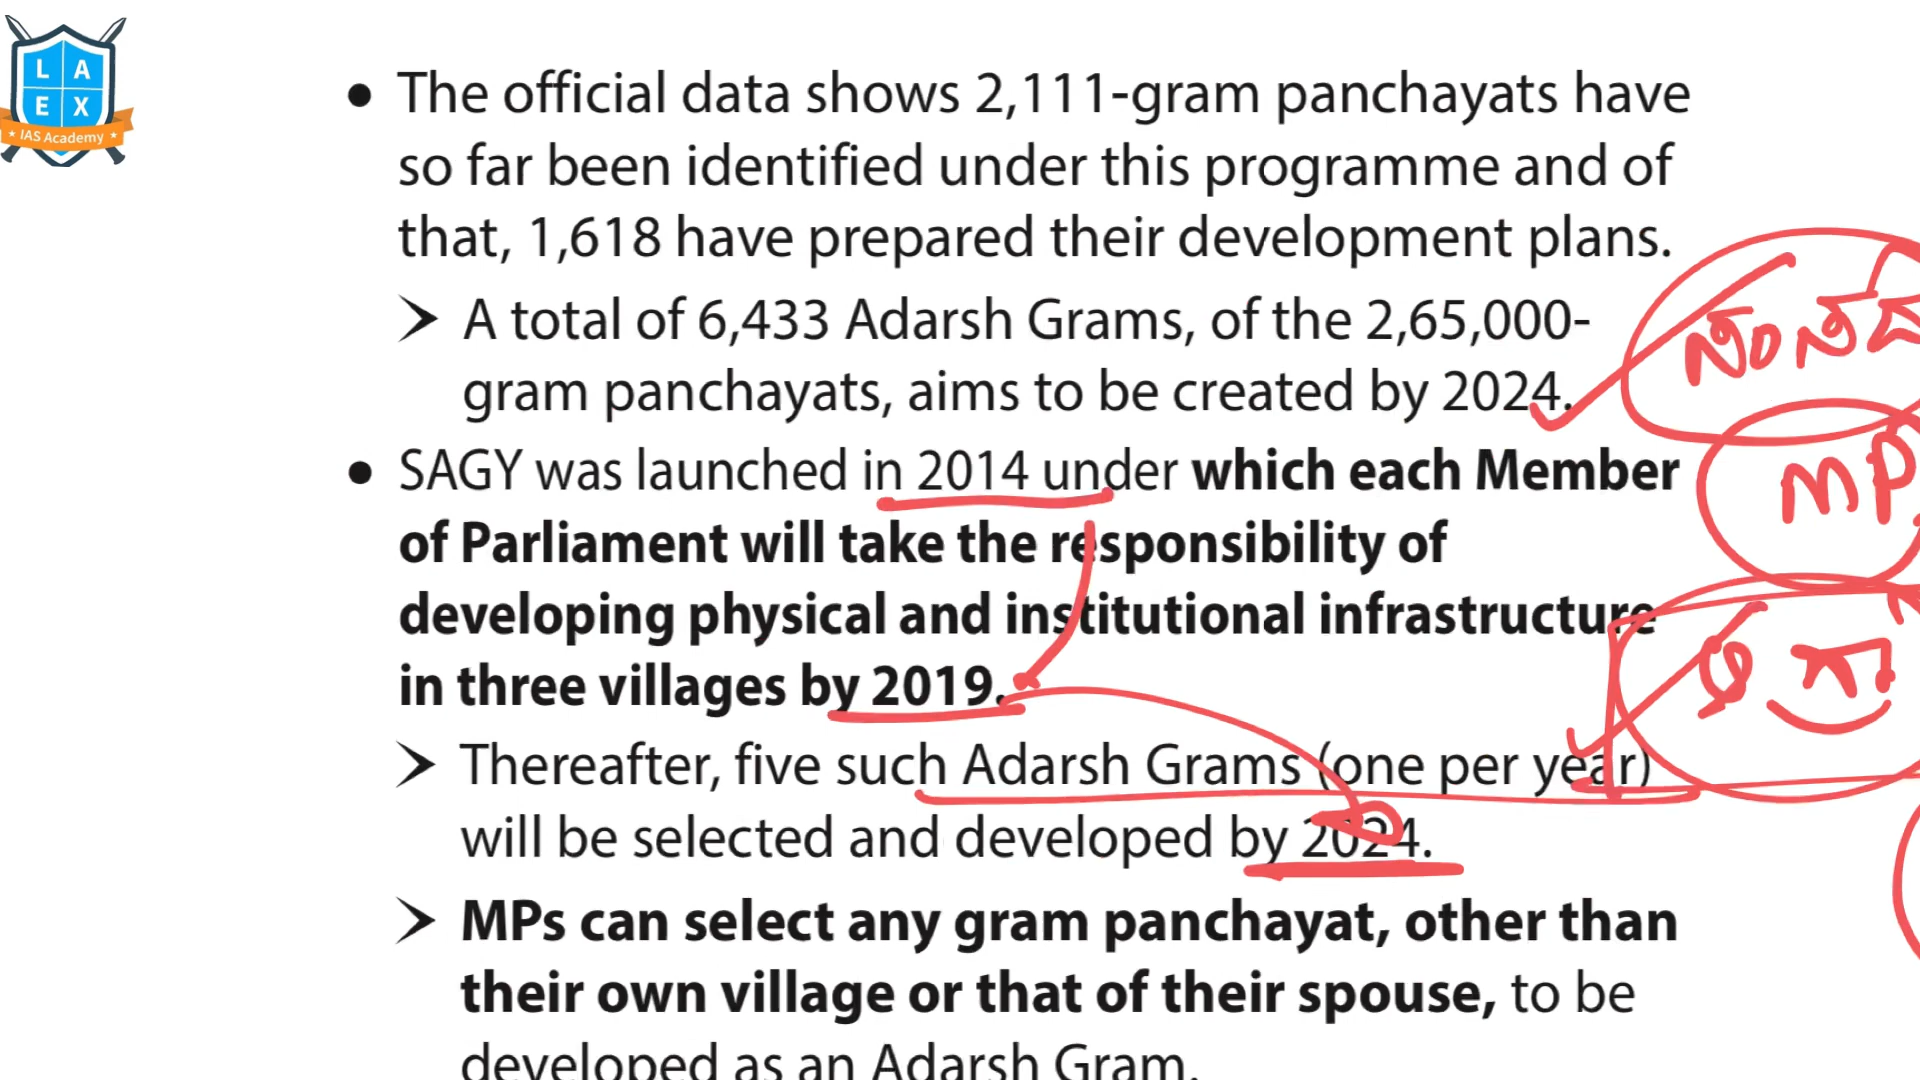 L A
E X
IAS Academy
• The official data shows 2,111-gram panchayats have
so far been identified under this programme and of
that, 1,618 have prepared their development plans.
➤ A total of 6,433 Adarsh Grams, of the 2,65,000-
gram panchayats, aims to be created by 2024.
• SAGY was launched in 2014 under which each Member
of Parliament will take the responsibility of
developing physical and institutional infrastructure
in three villages by 2019.
➤ Thereafter, five such Adarsh Grams (one per year)
will be selected and developed by 2024.
➤ MPs can select any gram panchayat, other than
their own village or that of their spouse, to be
developed as an Adarsh Gram.
MP